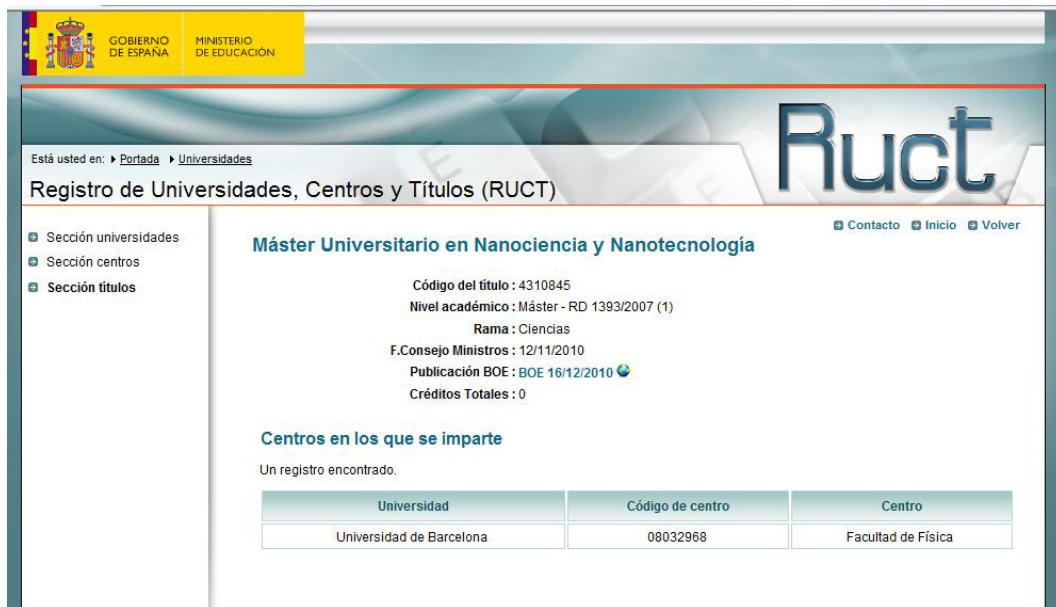 GOBIERNO DE ESPAÑA
MINISTERIO DE EDUCACIÓN
Ruct
Está usted en: Portada Universidades
Registro de Universidades, Centros y Títulos (RUCT)
Contacto Inicio Volver
Sección universidades
Sección centros
Sección títulos
Máster Universitario en Nanociencia y Nanotecnología
Código del título : 4310845
Nivel académico : Máster - RD 1393/2007 (1)
Rama : Ciencias
F.Consejo Ministros : 12/11/2010
Publicación BOE : BOE 16/12/2010
Créditos Totales : 0
Centros en los que se imparte
Un registro encontrado.
Universidad Código de centro Centro
Universidad de Barcelona 08032968 Facultad de Física